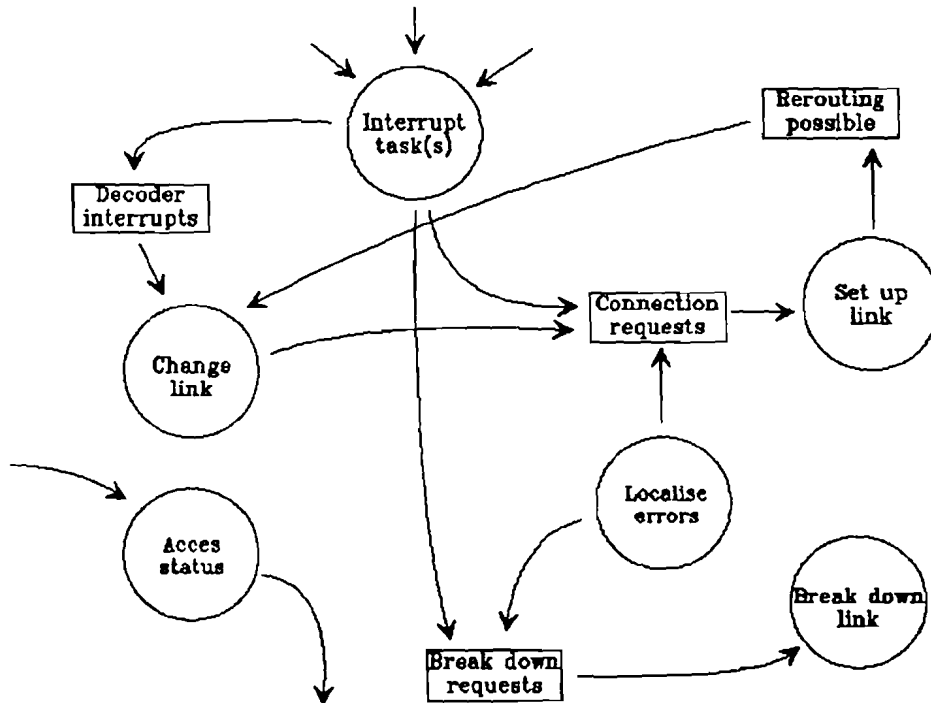 Interrupt
task(s)
Rerouting
possible
Decoder
interrupts
Connection
requests
Set up
link
Change
link
Localise
errors
Acces
status
Break down
link
Break down
requests